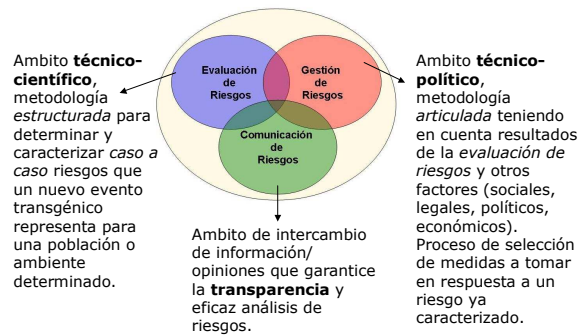 Ambito técnico-
científico,
metodología
estructurada para
determinar y
caracterizar caso a
caso riesgos que
un nuevo evento
transgénico
representa para
una población o
ambiente
determinado.
Evaluación
de
Riesgos
Gestión
de
Riesgos
Comunicación
de
Riesgos
Ambito de intercambio
de información/
opiniones que garantice
la transparencia y
eficaz análisis de
riesgos.
Ambito técnico-
político,
metodología
articulada teniendo
en cuenta resultados
de la evaluación de
riesgos y otros
factores (sociales,
legales, políticos,
económicos).
Proceso de selección
de medidas a tomar
en respuesta a un
riesgo ya
caracterizado.